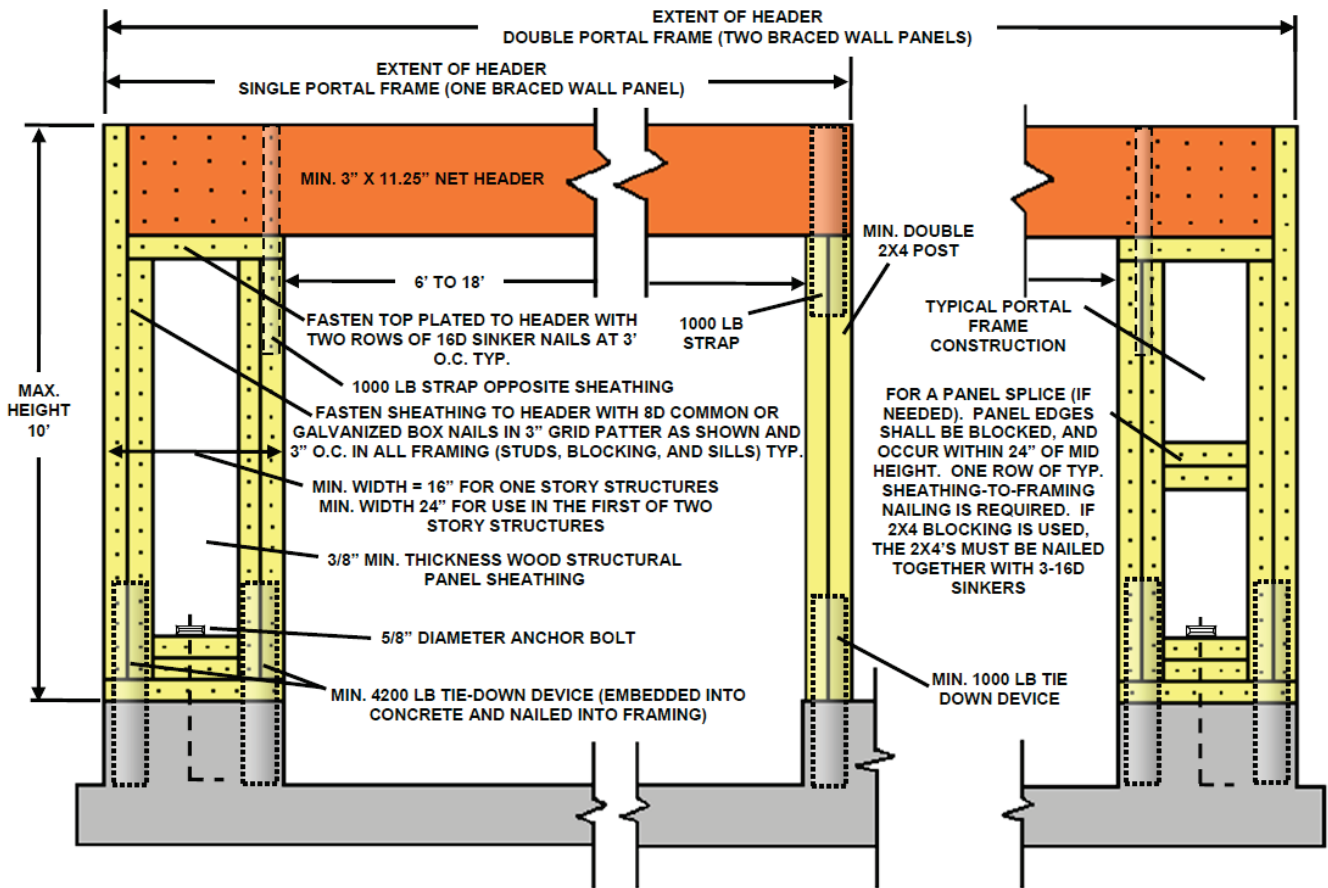 EXTENT OF HEADER
DOUBLE PORTAL FRAME (TWO BRACED WALL PANELS)
EXTENT OF HEADER
SINGLE PORTAL FRAME (ONE BRACED WALL PANEL)
MIN. 3” X 11.25” NET HEADER
MAX.
HEIGHT
10’
6’ TO 18’
FASTEN TOP PLATED TO HEADER WITH
TWO ROWS OF 16D SINKER NAILS AT 3’
O.C. TYP.
1000 LB STRAP OPPOSITE SHEATHING
FASTEN SHEATHING TO HEADER WITH 8D COMMON OR
GALVANIZED BOX NAILS IN 3” GRID PATTER AS SHOWN AND
3” O.C. IN ALL FRAMING (STUDS, BLOCKING, AND SILLS) TYP.
MIN. WIDTH = 16” FOR ONE STORY STRUCTURES
MIN. WIDTH 24” FOR USE IN THE FIRST OF TWO
STORY STRUCTURES
3/8” MIN. THICKNESS WOOD STRUCTURAL
PANEL SHEATHING
5/8” DIAMETER ANCHOR BOLT
MIN. 4200 LB TIE-DOWN DEVICE (EMBEDDED INTO
CONCRETE AND NAILED INTO FRAMING)
1000 LB
STRAP
MIN. DOUBLE
2X4 POST
TYPICAL PORTAL
FRAME
CONSTRUCTION
FOR A PANEL SPLICE (IF
NEEDED). PANEL EDGES
SHALL BE BLOCKED, AND
OCCUR WITHIN 24” OF MID
HEIGHT. ONE ROW OF TYP.
SHEATHING-TO-FRAMING
NAILING IS REQUIRED. IF
2X4 BLOCKING IS USED,
THE 2X4’S MUST BE NAILED
TOGETHER WITH 3-16D
SINKERS
MIN. 1000 LB TIE
DOWN DEVICE